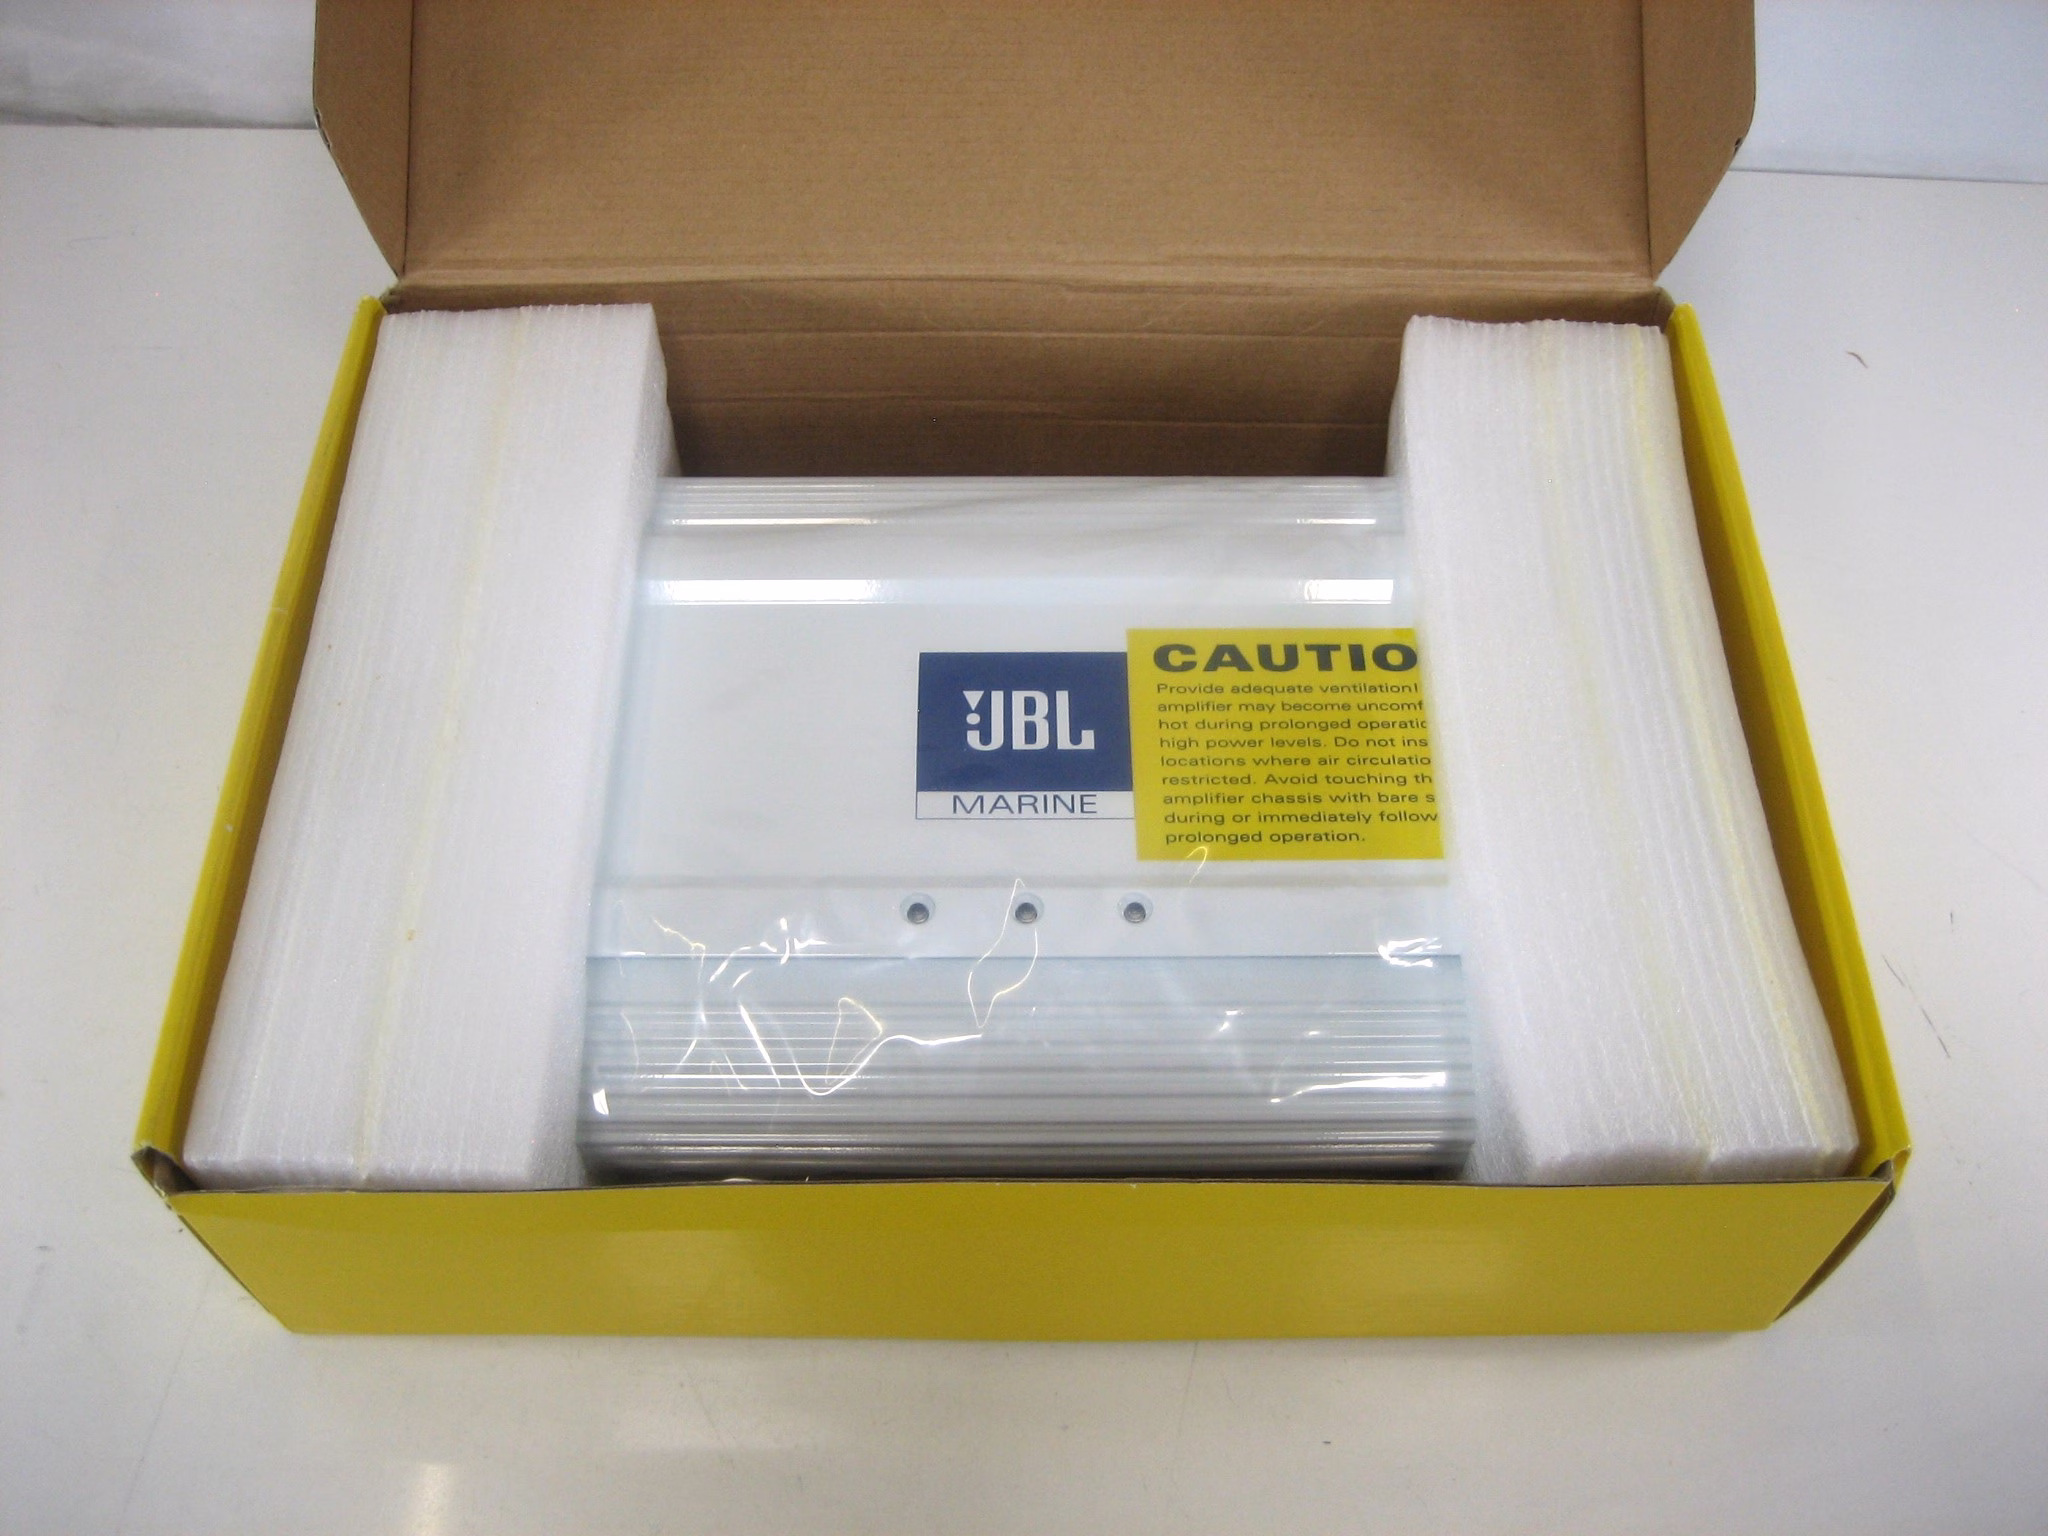 JBL
MARINE
CAUTIO
Provide adequate ventilation!
amplifier may become uncomf
hot during prolonged operatic
high power levels. Do not ins
locations where air circulatio
restricted. Avoid touching th
amplifier chassis with bare s
during or immediately follow
prolonged operation.